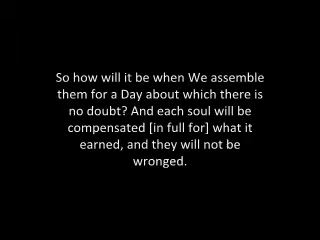 So how will it be when We assemble
them for a Day about which there is
no doubt? And each soul will be
compensated [in full for] what it
earned, and they will not be
wronged.